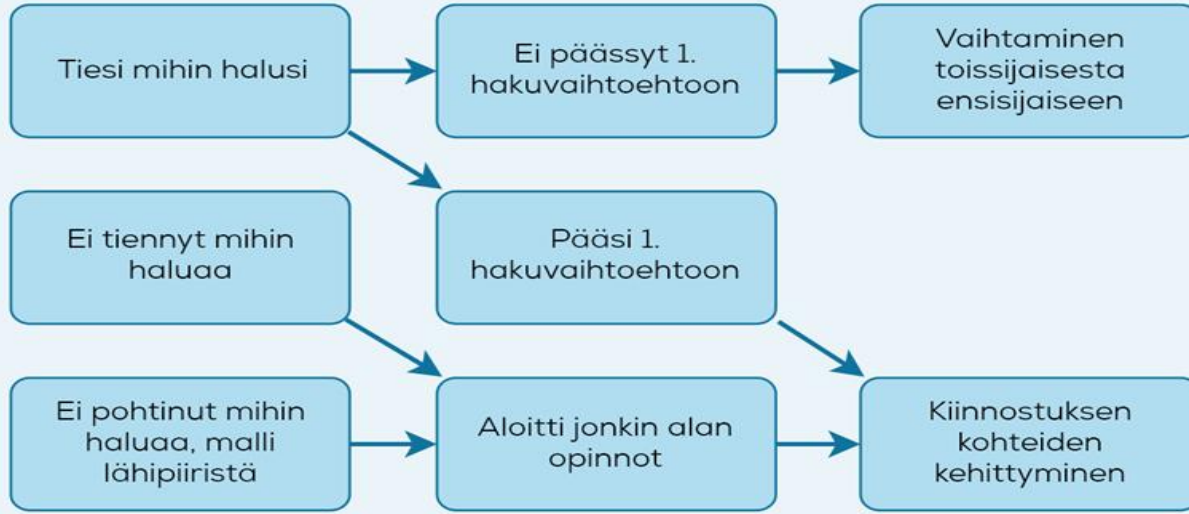 Tiesi mihin halusi
Ei päässyt 1.
hakuvaihtoehtoon
Vaihtaminen
toissijaisesta
ensisijaiseen
Ei tiennyt mihin
haluaa
Pääsi 1.
hakuvaihtoehtoon
Ei pohtinut mihin
haluaa, malli
lähipiiristä
Aloitti jonkin alan
opinnot
Kiinnostuksen
kohteiden
kehittyminen